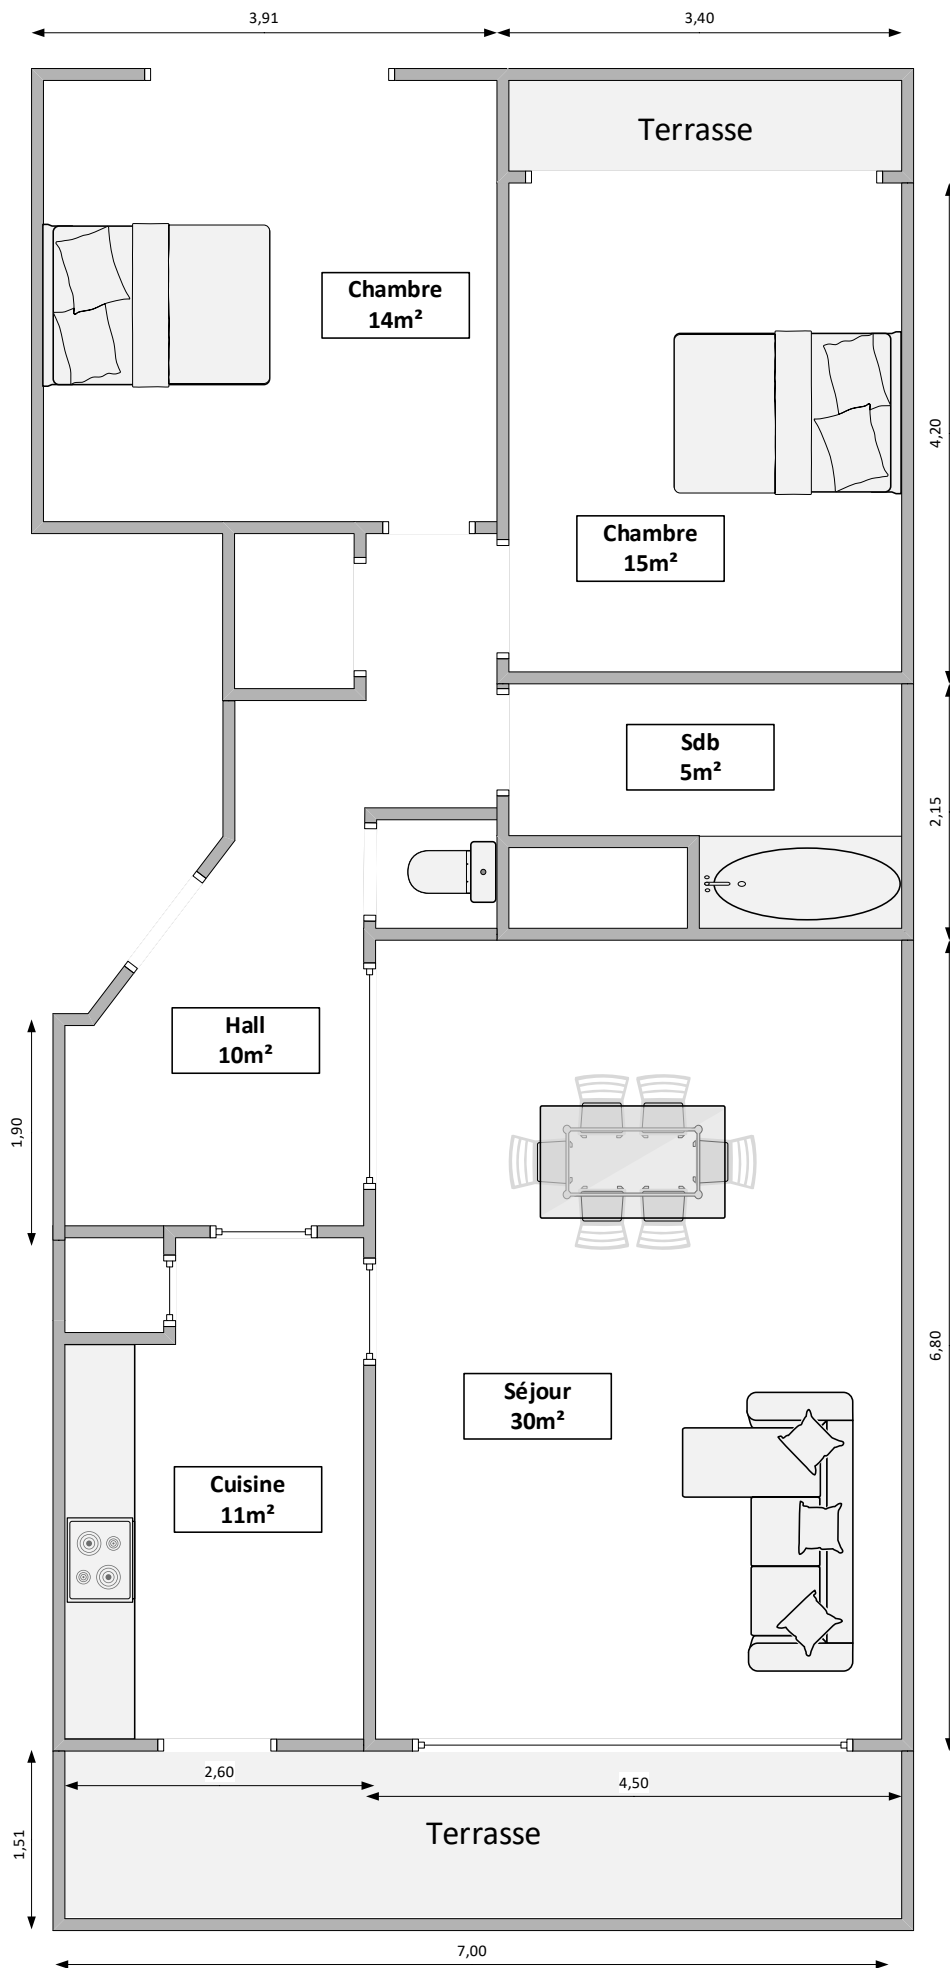 3,91
3,40
Terrasse
Chambre
14m²
4,20
Chambre
15m²
Sdb
5m²
2,15
Hall
10m²
1,90
6,80
Séjour
30m²
Cuisine
11m²
2,60
4,50
Terrasse
1,51
7,00